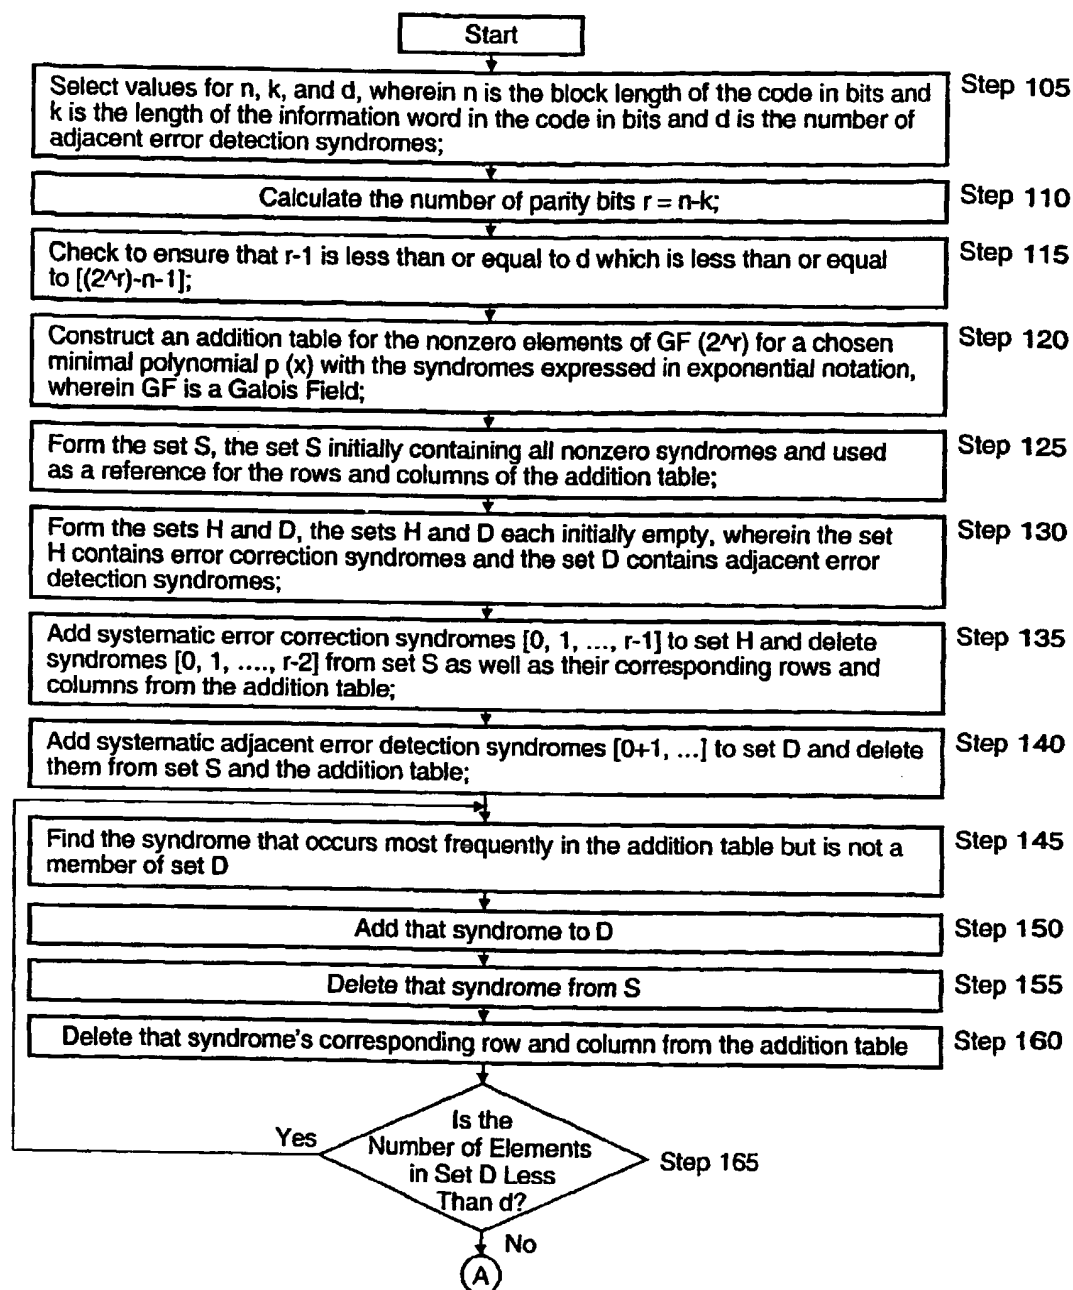 Start
Select values for n, k, and d, wherein n is the block length of the code in bits and
k is the length of the information word in the code in bits and d is the number of
adjacent error detection syndromes;
Step 105
Calculate the number of parity bits r = n-k;
Step 110
Check to ensure that r-1 is less than or equal to d which is less than or equal
to [(2^r)-n-1];
Step 115
Construct an addition table for the nonzero elements of GF (2^r) for a chosen
minimal polynomial p (x) with the syndromes expressed in exponential notation,
wherein GF is a Galois Field;
Step 120
Form the set S, the set S initially containing all nonzero syndromes and used
as a reference for the rows and columns of the addition table;
Step 125
Form the sets H and D, the sets H and D each initially empty, wherein the set
H contains error correction syndromes and the set D contains adjacent error
detection syndromes;
Step 130
Add systematic error correction syndromes [0, 1, ..., r-1] to set H and delete
syndromes [0, 1, ...., r-2] from set S as well as their corresponding rows and
columns from the addition table;
Step 135
Add systematic adjacent error detection syndromes [0+1, ...] to set D and delete
them from set S and the addition table;
Step 140
Find the syndrome that occurs most frequently in the addition table but is not a
member of set D
Step 145
Add that syndrome to D
Step 150
Delete that syndrome from S
Step 155
Delete that syndrome's corresponding row and column from the addition table
Step 160
Is the
Number of Elements
in Set D Less
Than d?
Yes
Step 165
No
A